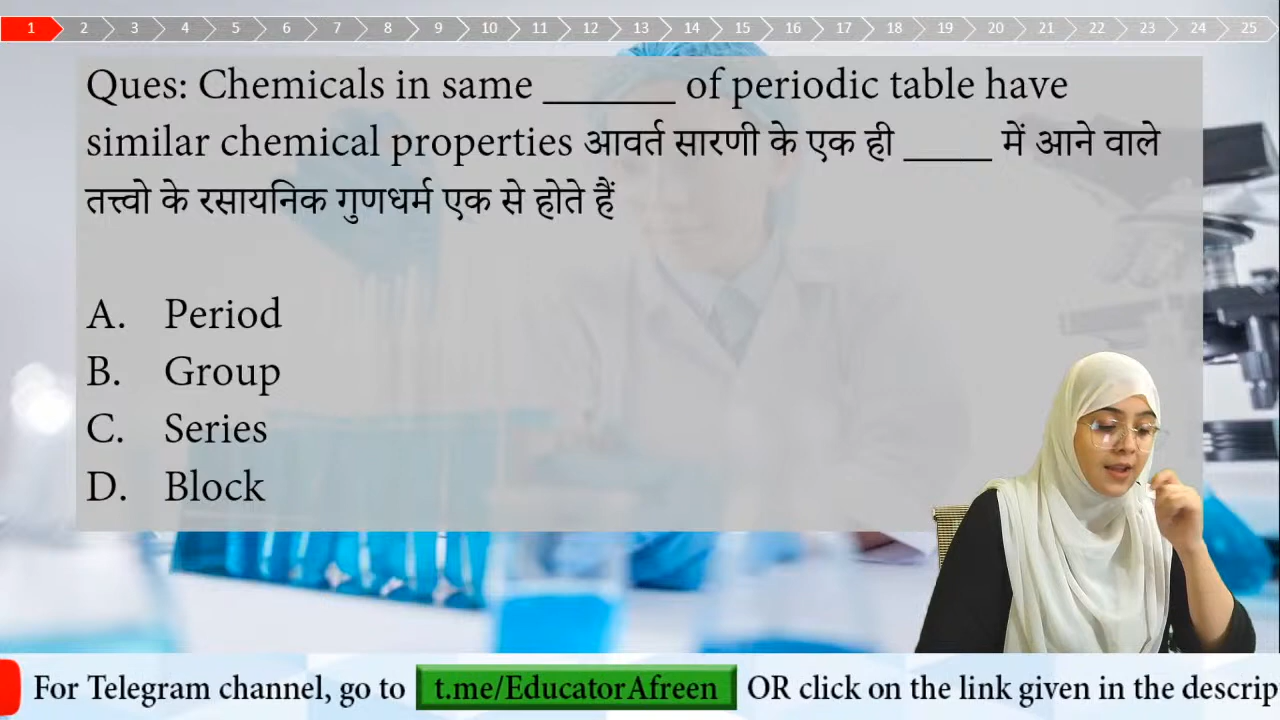 1 2 3 4 5 6 7 8 9 10 11 12 13 14 15 16 17 18 19 20 21 22 23 24 25
Ques: Chemicals in same ______ of periodic table have
similar chemical properties आवर्त सारणी के एक ही ____ में आने वाले
तत्त्वो के रसायनिक गुणधर्म एक से होते हैं
A. Period
B. Group
C. Series
D. Block
For Telegram channel, go to t.me/EducatorAfreen OR click on the link given in the descrip